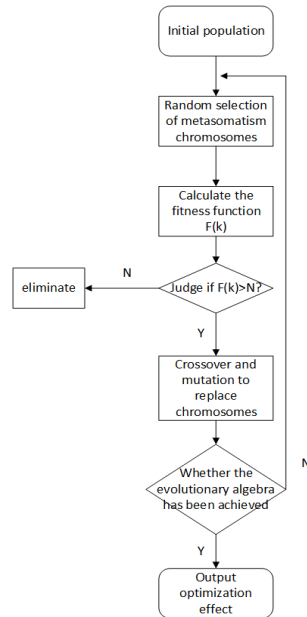 Initial population
Random selection
of metasomatism
chromosomes
Calculate the
fitness function
F(k)
N
eliminate
Judge if F(k)>N?
Y
Crossover and
mutation to
replace
chromosomes
Whether the
evolutionary algebra
has been achieved
N
Y
Output
optimization
effect